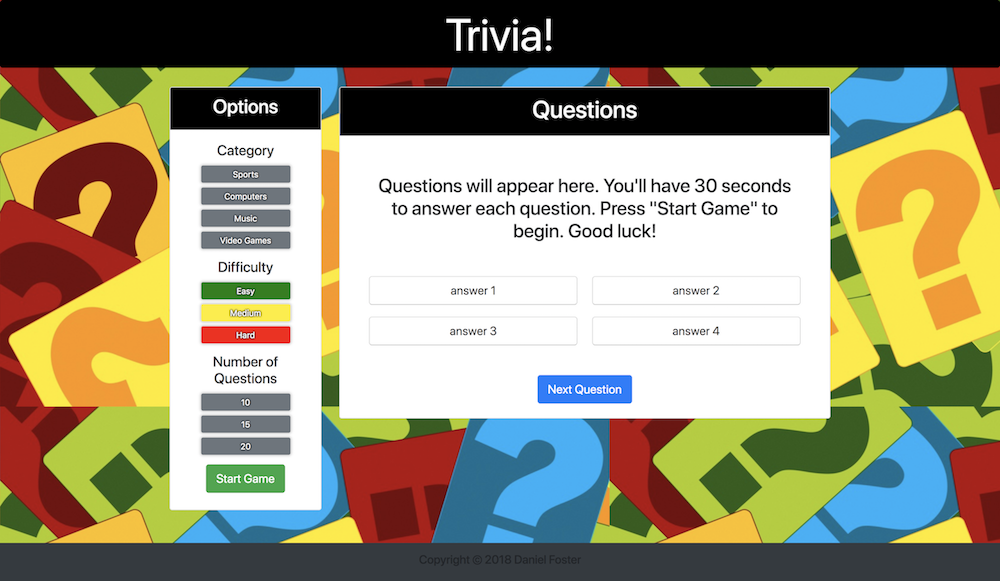 Trivia!
Options
Category
Sports
Computers
Music
Video Games
Difficulty
Easy
Medium
Hard
Number of
Questions
10
15
20
Start Game
Questions
Questions will appear here. You'll have 30 seconds
to answer each question. Press "Start Game" to
begin. Good luck!
answer 1
answer 2
answer 3
answer 4
Next Question
Copyright © 2018 Daniel Foster